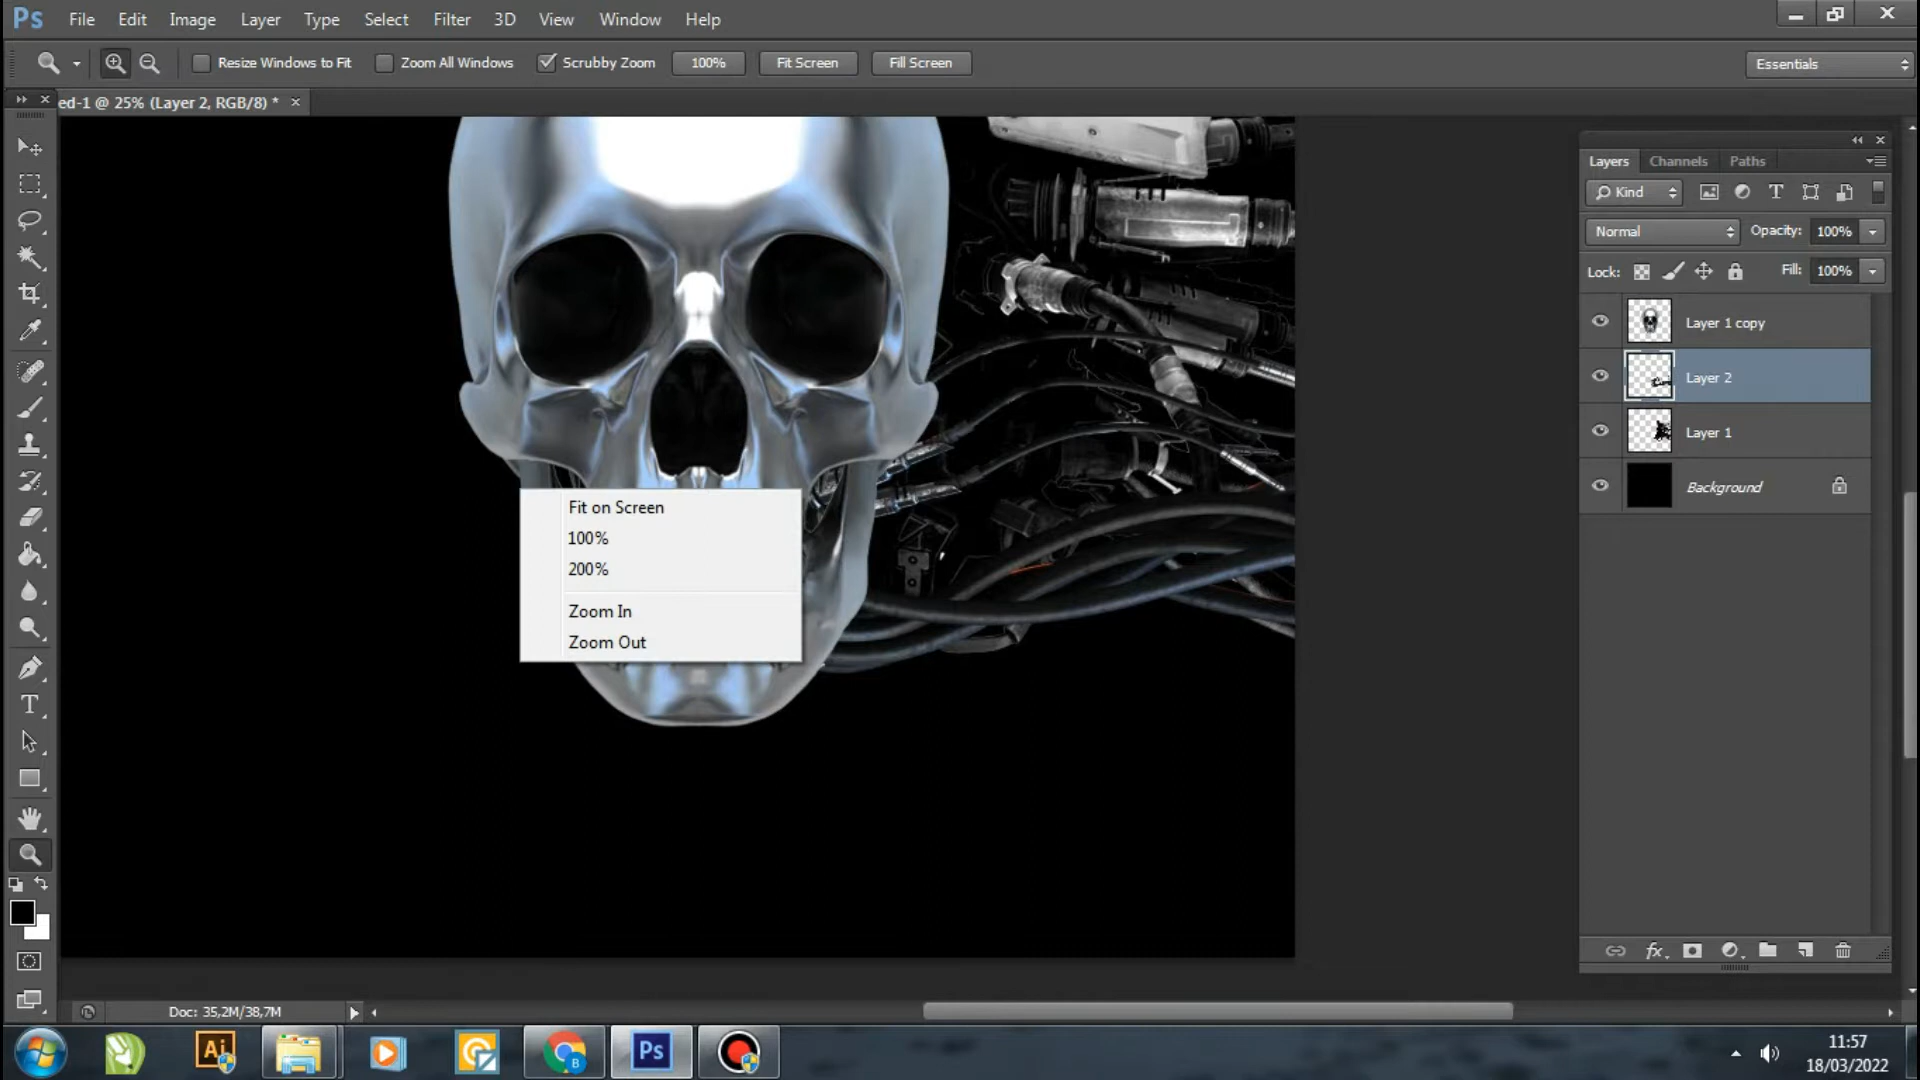 Ps File Edit Image Layer Type Select Filter 3D View Window Help
Resize Windows to Fit Zoom All Windows Scrubby Zoom 100% Fit Screen Fill Screen Essentials
ed-1 @ 25% (Layer 2, RGB/8) *
Layers Channels Paths
Kind
Normal Opacity: 100%
Lock: Fill: 100%
Layer 1 copy
Layer 2
Layer 1
Background
Fit on Screen
100%
200%
Zoom In
Zoom Out
T
fx
Doc: 35,2M/38,7M
Ai
B
Ps
11:57
18/03/2022